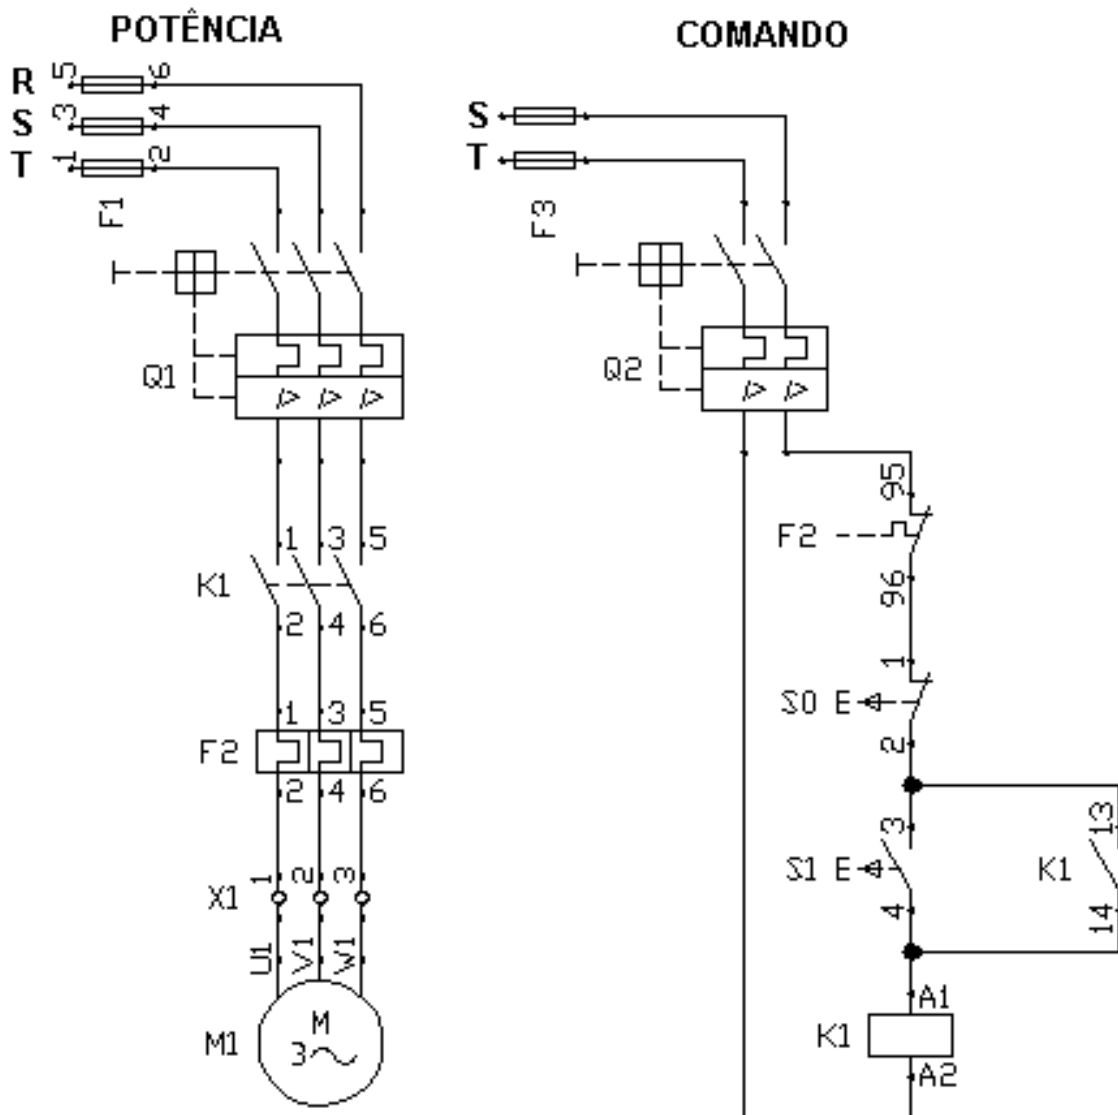 POTÊNCIA
R 5 6
S 3 4
T 1 2
F1
Q1
1 3 5
K1
2 4 6
1 3 5
F2
2 4 6
1 2 3
X1
U1 V1 W1
M1
M
3~
COMANDO
S
T
F3
Q2
95
F2
96
1
S0
2
3 13
S1 K1
4 14
A1
K1
A2